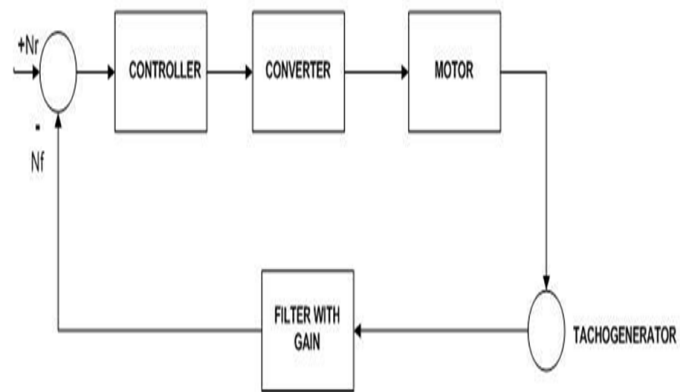 +Nr
CONTROLLER
CONVERTER
MOTOR
-
Nf
FILTER WITH
GAIN
TACHOGENERATOR